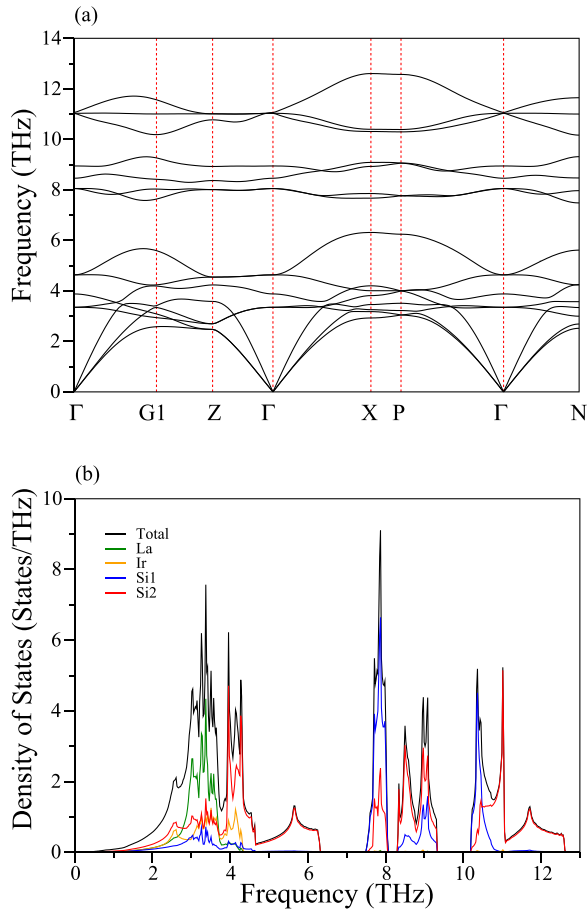 (a)
14
12
10
8
6
4
2
0
Frequency (THz)
Γ G1 Z Γ X P Γ N
(b)
10
8
6
4
2
0
Density of States (States/THz)
Total
La
Ir
Si1
Si2
0 2 4 6 8 10 12
Frequency (THz)